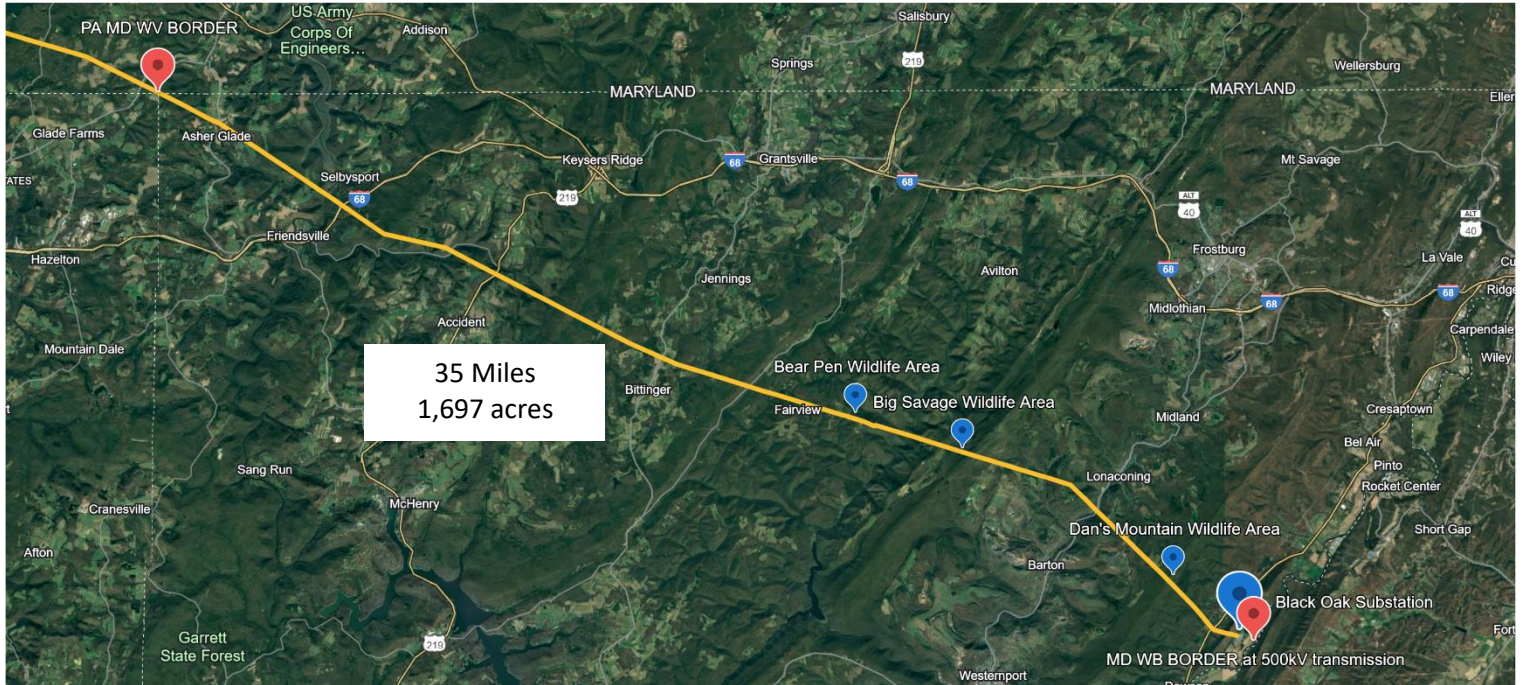 PA MD WV BORDER
US Army
Corps Of
Engineers...
Addison
Salisbury
219
Springs
Wellersburg
MARYLAND
MARYLAND
Glade Farms
Asher Glade
Keysers Ridge
68
Grantsville
Mt Savage
Selbysport
68
219
68
ALT
40
ALT
40
Friendsville
Hazelton
Frostburg
La Vale
Jennings
Avilton
68
68
68
Midlothian
Accident
Carpendale
Mountain Dale
Wiley
35 Miles
1,697 acres
Bittinger
Bear Pen Wildlife Area
Fairview
Big Savage Wildlife Area
Midland
Cresaptown
Bel Air
Pinto
Rocket Center
Sang Run
Lonaconing
McHenry
Cranesville
Short Gap
Dan's Mountain Wildlife Area
Afton
Barton
Black Oak Substation
Garrett
State Forest
219
MD WB BORDER at 500kV transmission
Westernport